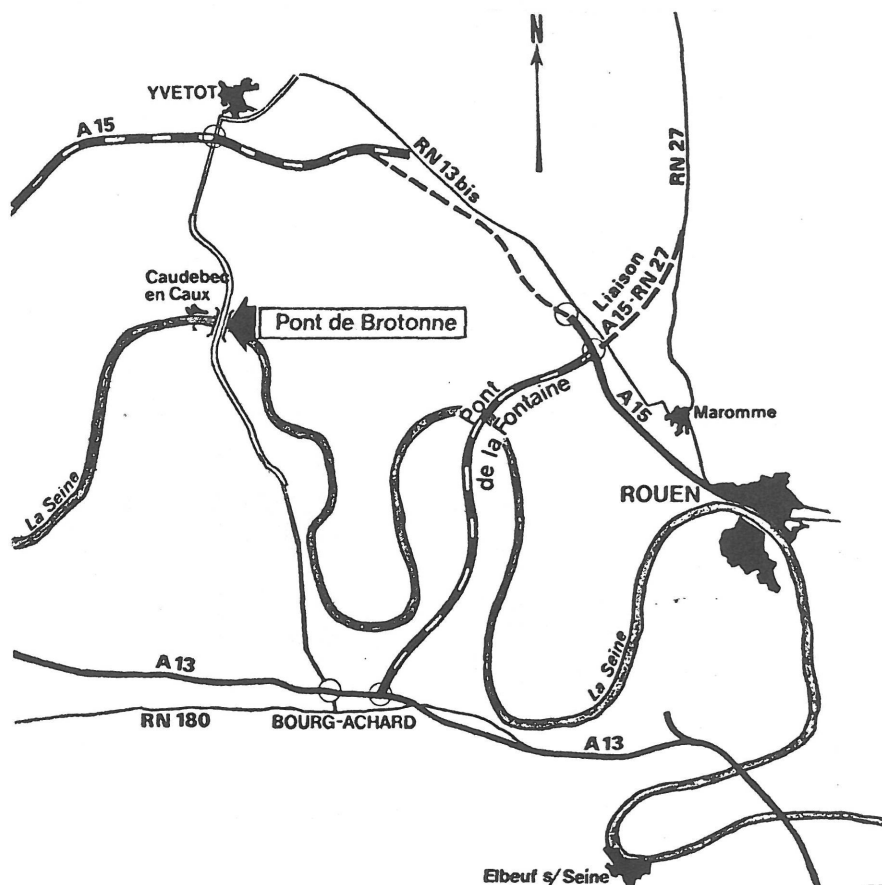 N
YVETOT
A 15
RN 13 bis
RN 27
Liaison
A 15-RN 27
Caudebec
en Caux
Pont de Brotonne
Pont
de la Fontaine
A 15
Maromme
La Seine
ROUEN
La Seine
A 13
RN 180
BOURG-ACHARD
A 13
Elbeuf s/Seine